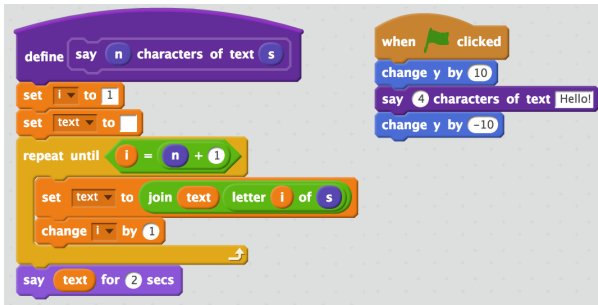 define say n characters of text s
set i to 1
set text to
repeat until i = n + 1
set text to join text letter i of s
change i by 1
say text for 2 secs
when clicked
change y by 10
say 4 characters of text Hello!
change y by -10